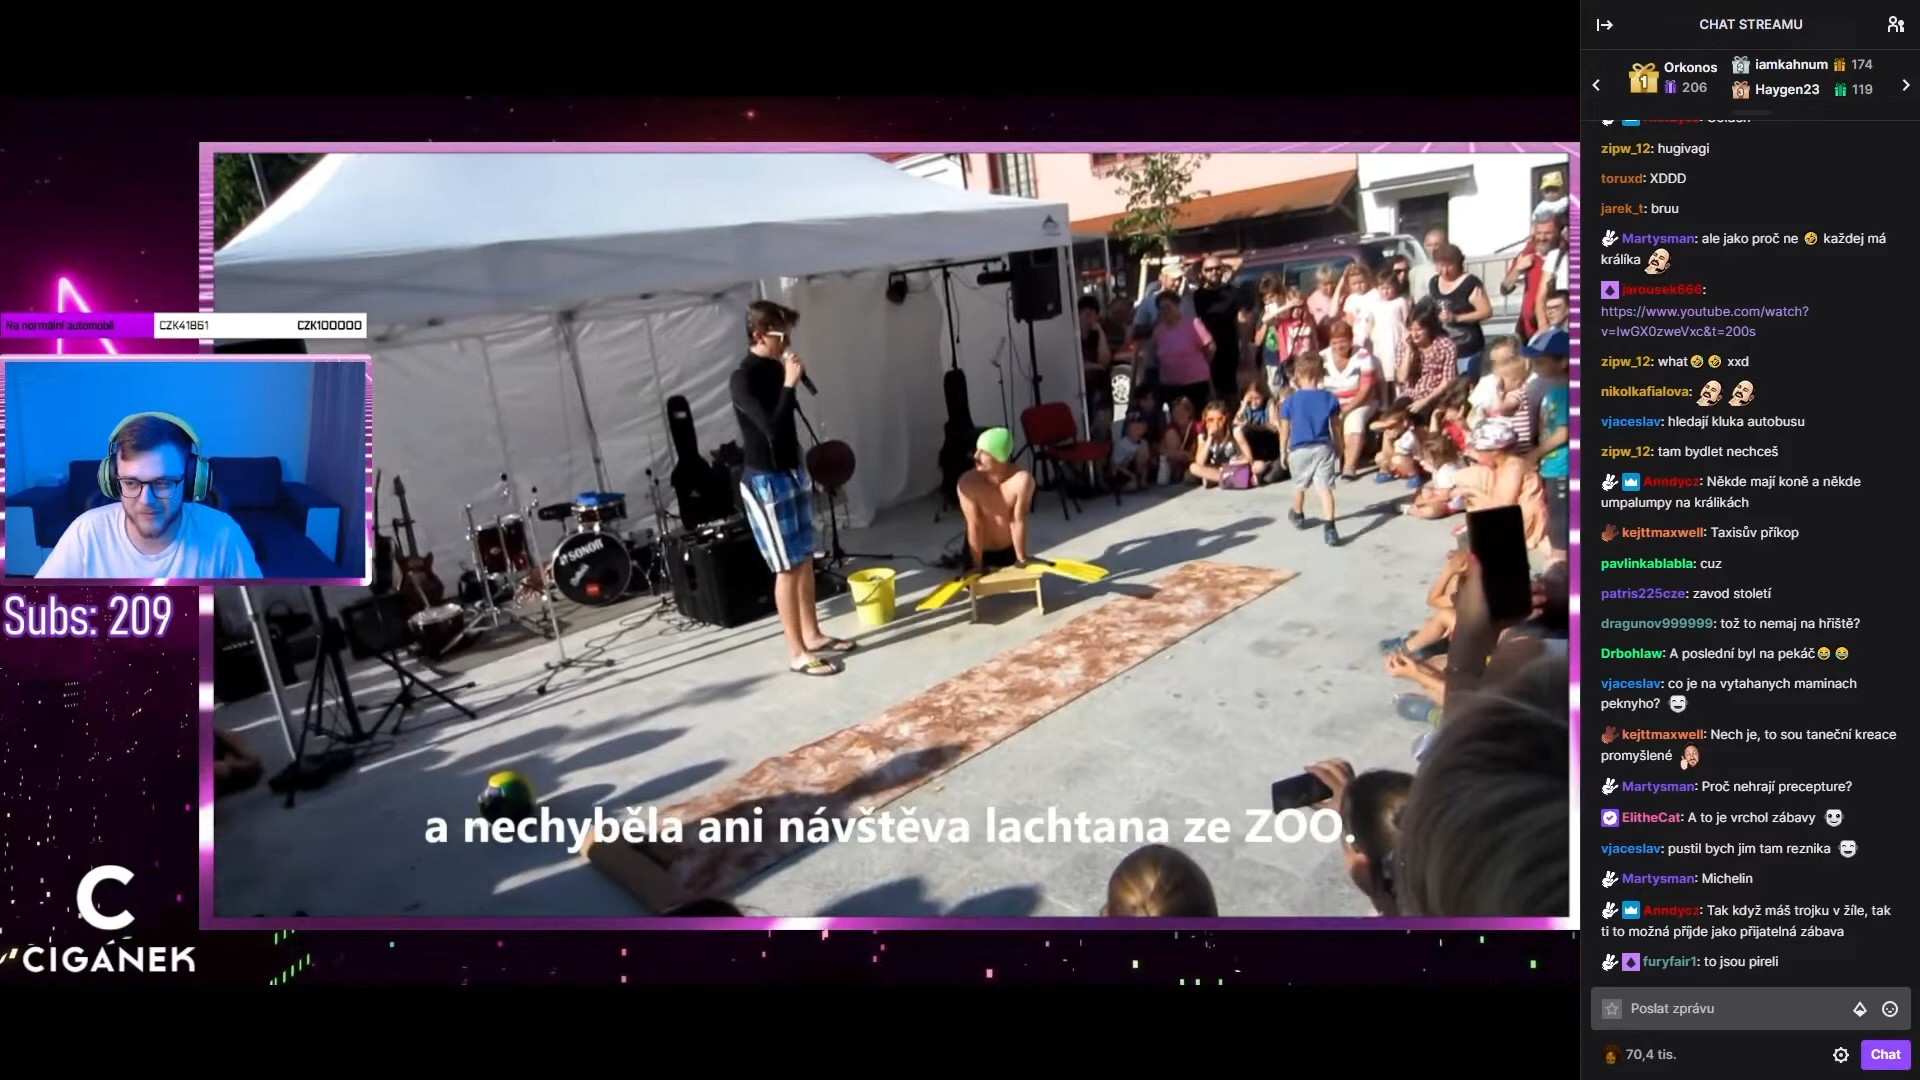 CHAT STREAMU
Orkonos
206
iamkahnum 174
Haygen23 119
zipw_12: hugivagi
toruxd: XDDD
jarek_t: bruu
Martysman: ale jako proč ne 🤣 každej má
králíka
jarousek666:
https://www.youtube.com/watch?
v=lwGX0zweVxc&t=200s
zipw_12: what🤣 🤣 xxd
nikolkafialova:
vjaceslav: hledají kluka autobusu
zipw_12: tam bydlet nechceš
Anndycz: Někde mají koně a někde
umpalumpy na králikách
kejttmaxwell: Taxisův příkop
pavlinkablabla: cuz
patris225cze: zavod století
dragunov999999: tož to nemaj na hřiště?
Drbohlaw: A poslední byl na pekáč😂 😂
vjaceslav: co je na vytahanych maminach
peknyho?
kejttmaxwell: Nech je, to sou taneční kreace
promyšlené
Martysman: Proč nehrají precepture?
ElitheCat: A to je vrchol zábavy
vjaceslav: pustil bych jim tam reznika
Martysman: Michelin
Anndycz: Tak když máš trojku v žíle, tak
ti to možná příjde jako přijatelná zábava
furyfair1: to jsou pireli
Poslat zprávu
70,4 tis.
Chat
Na normální automobil
CZK41861
CZK100000
Subs: 209
C
CIGÁNEK
SONOR
a nechyběla ani návštěva lachtana ze ZOO.